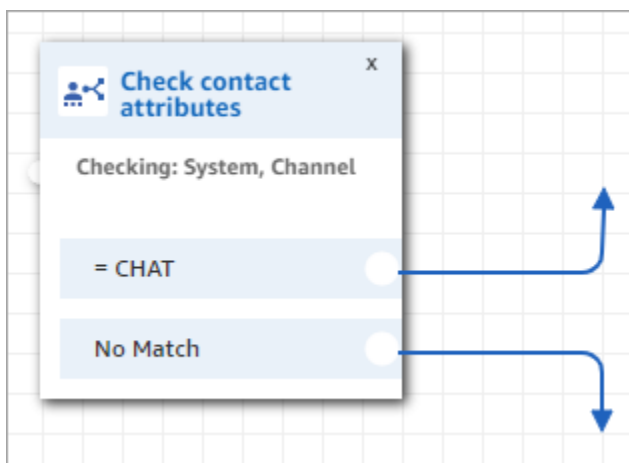 Check contact
attributes
x
Checking: System, Channel
= CHAT
No Match